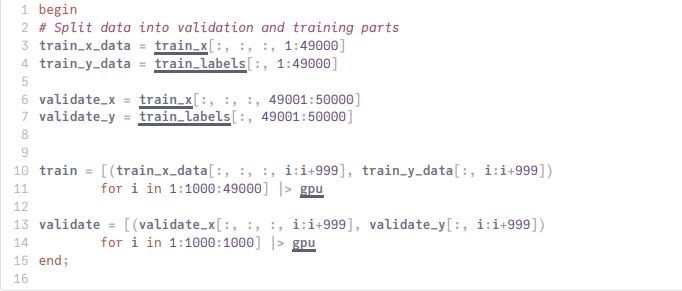 1 begin
2 # Split data into validation and training parts
3 train_x_data = train_x[:, :, :, 1:49000]
4 train_y_data = train_labels[:, 1:49000]
5
6 validate_x = train_x[:, :, :, 49001:50000]
7 validate_y = train_labels[:, 49001:50000]
8
9
10 train = [(train_x_data[:, :, :, i:i+999], train_y_data[:, i:i+999])
11         for i in 1:1000:49000] |> gpu
12
13 validate = [(validate_x[:, :, :, i:i+999], validate_y[:, i:i+999])
14         for i in 1:1000:1000] |> gpu
15 end;
16